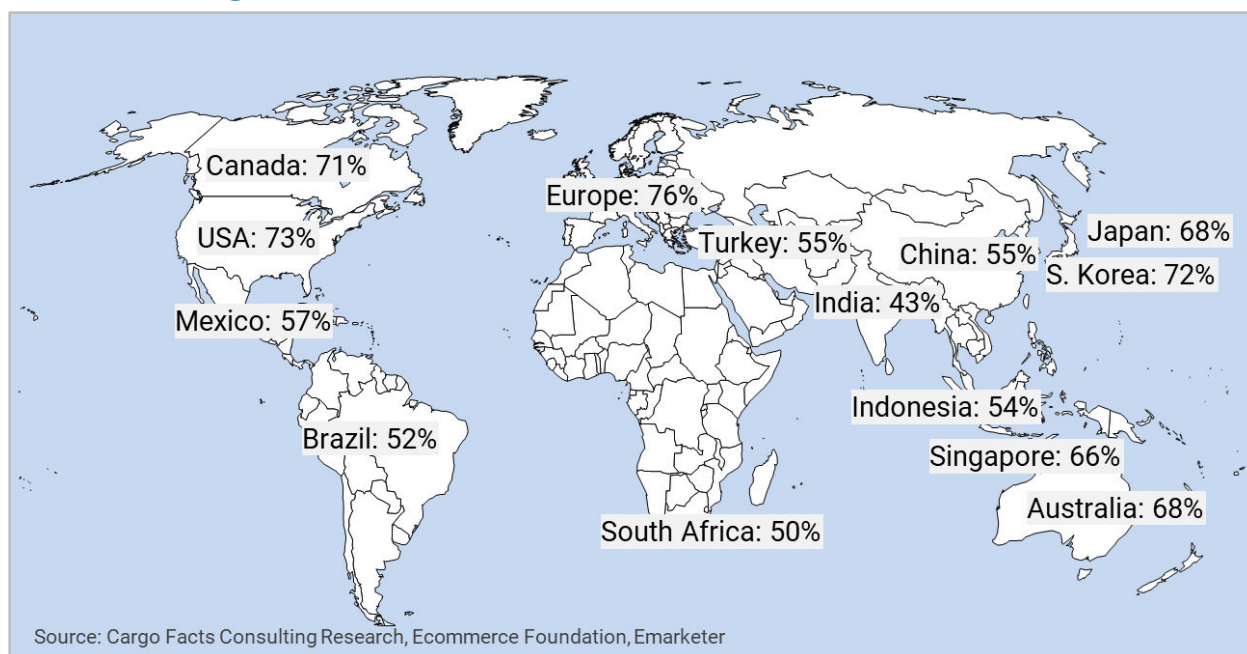 Canada: 71%
Europe: 76%
USA: 73%
Turkey: 55%
China: 55%
Japan: 68%
S. Korea: 72%
India: 43%
Mexico: 57%
Indonesia: 54%
Brazil: 52%
Singapore: 66%
Australia: 68%
South Africa: 50%
Source: Cargo Facts Consulting Research, Ecommerce Foundation, Emarketer